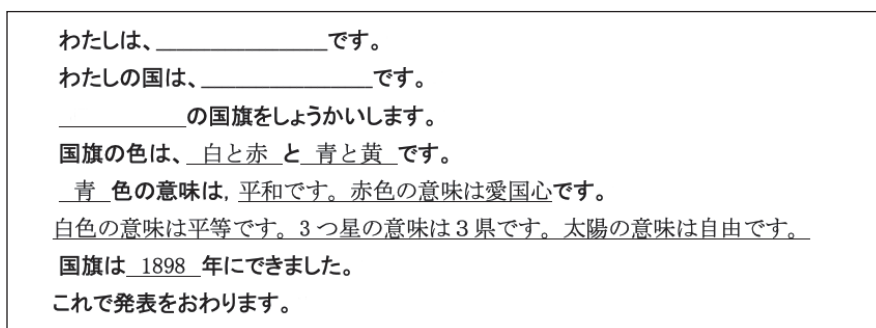 わたしは、＿＿＿＿＿＿＿＿です。
わたしの国は、＿＿＿＿＿＿＿＿です。
＿＿＿＿＿＿の国旗をしょうかいします。
国旗の色は、 白と赤 と 青と黄 です。
青 色の意味は, 平和です。赤色の意味は愛国心です。
白色の意味は平等です。3つ星の意味は３県です。太陽の意味は自由です。
国旗は 1898 年にできました。
これで発表をおわります。